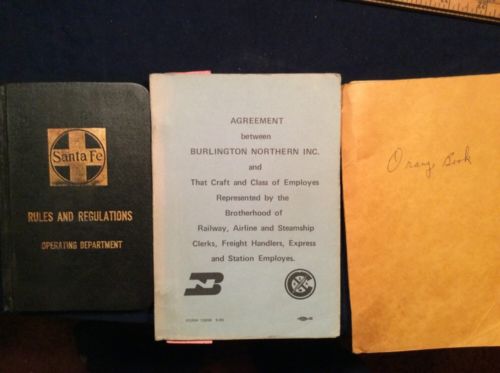 Santa Fe
RULES AND REGULATIONS
OPERATING DEPARTMENT
AGREEMENT
between
BURLINGTON NORTHERN INC.
and
That Craft and Class of Employes
Represented by the
Brotherhood of
Railway, Airline and Steamship
Clerks, Freight Handlers, Express
and Station Employes.
BN
Orange Book